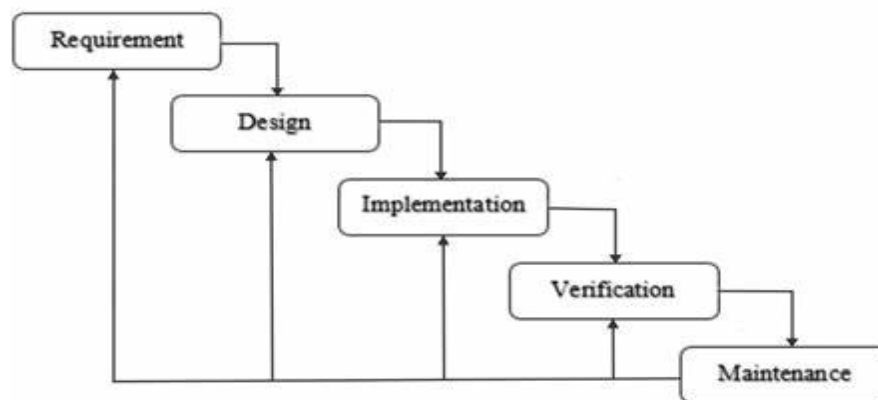 Requirement
Design
Implementation
Verification
Maintenance